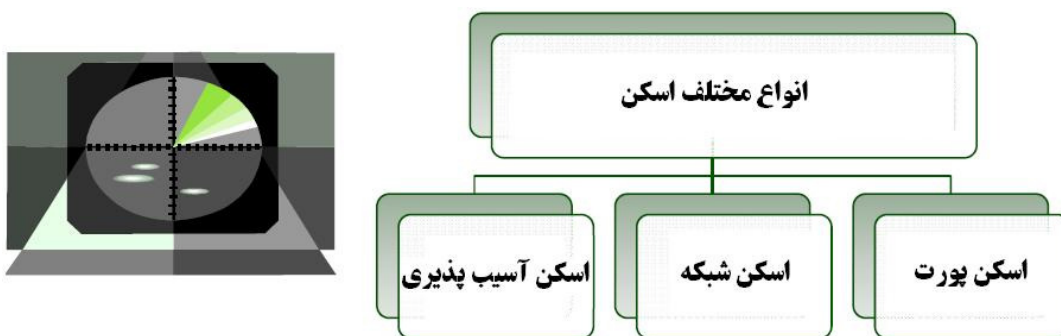 انواع مختلف اسکن
اسکن پورت
اسکن شبکه
اسکن آسیب پذیری